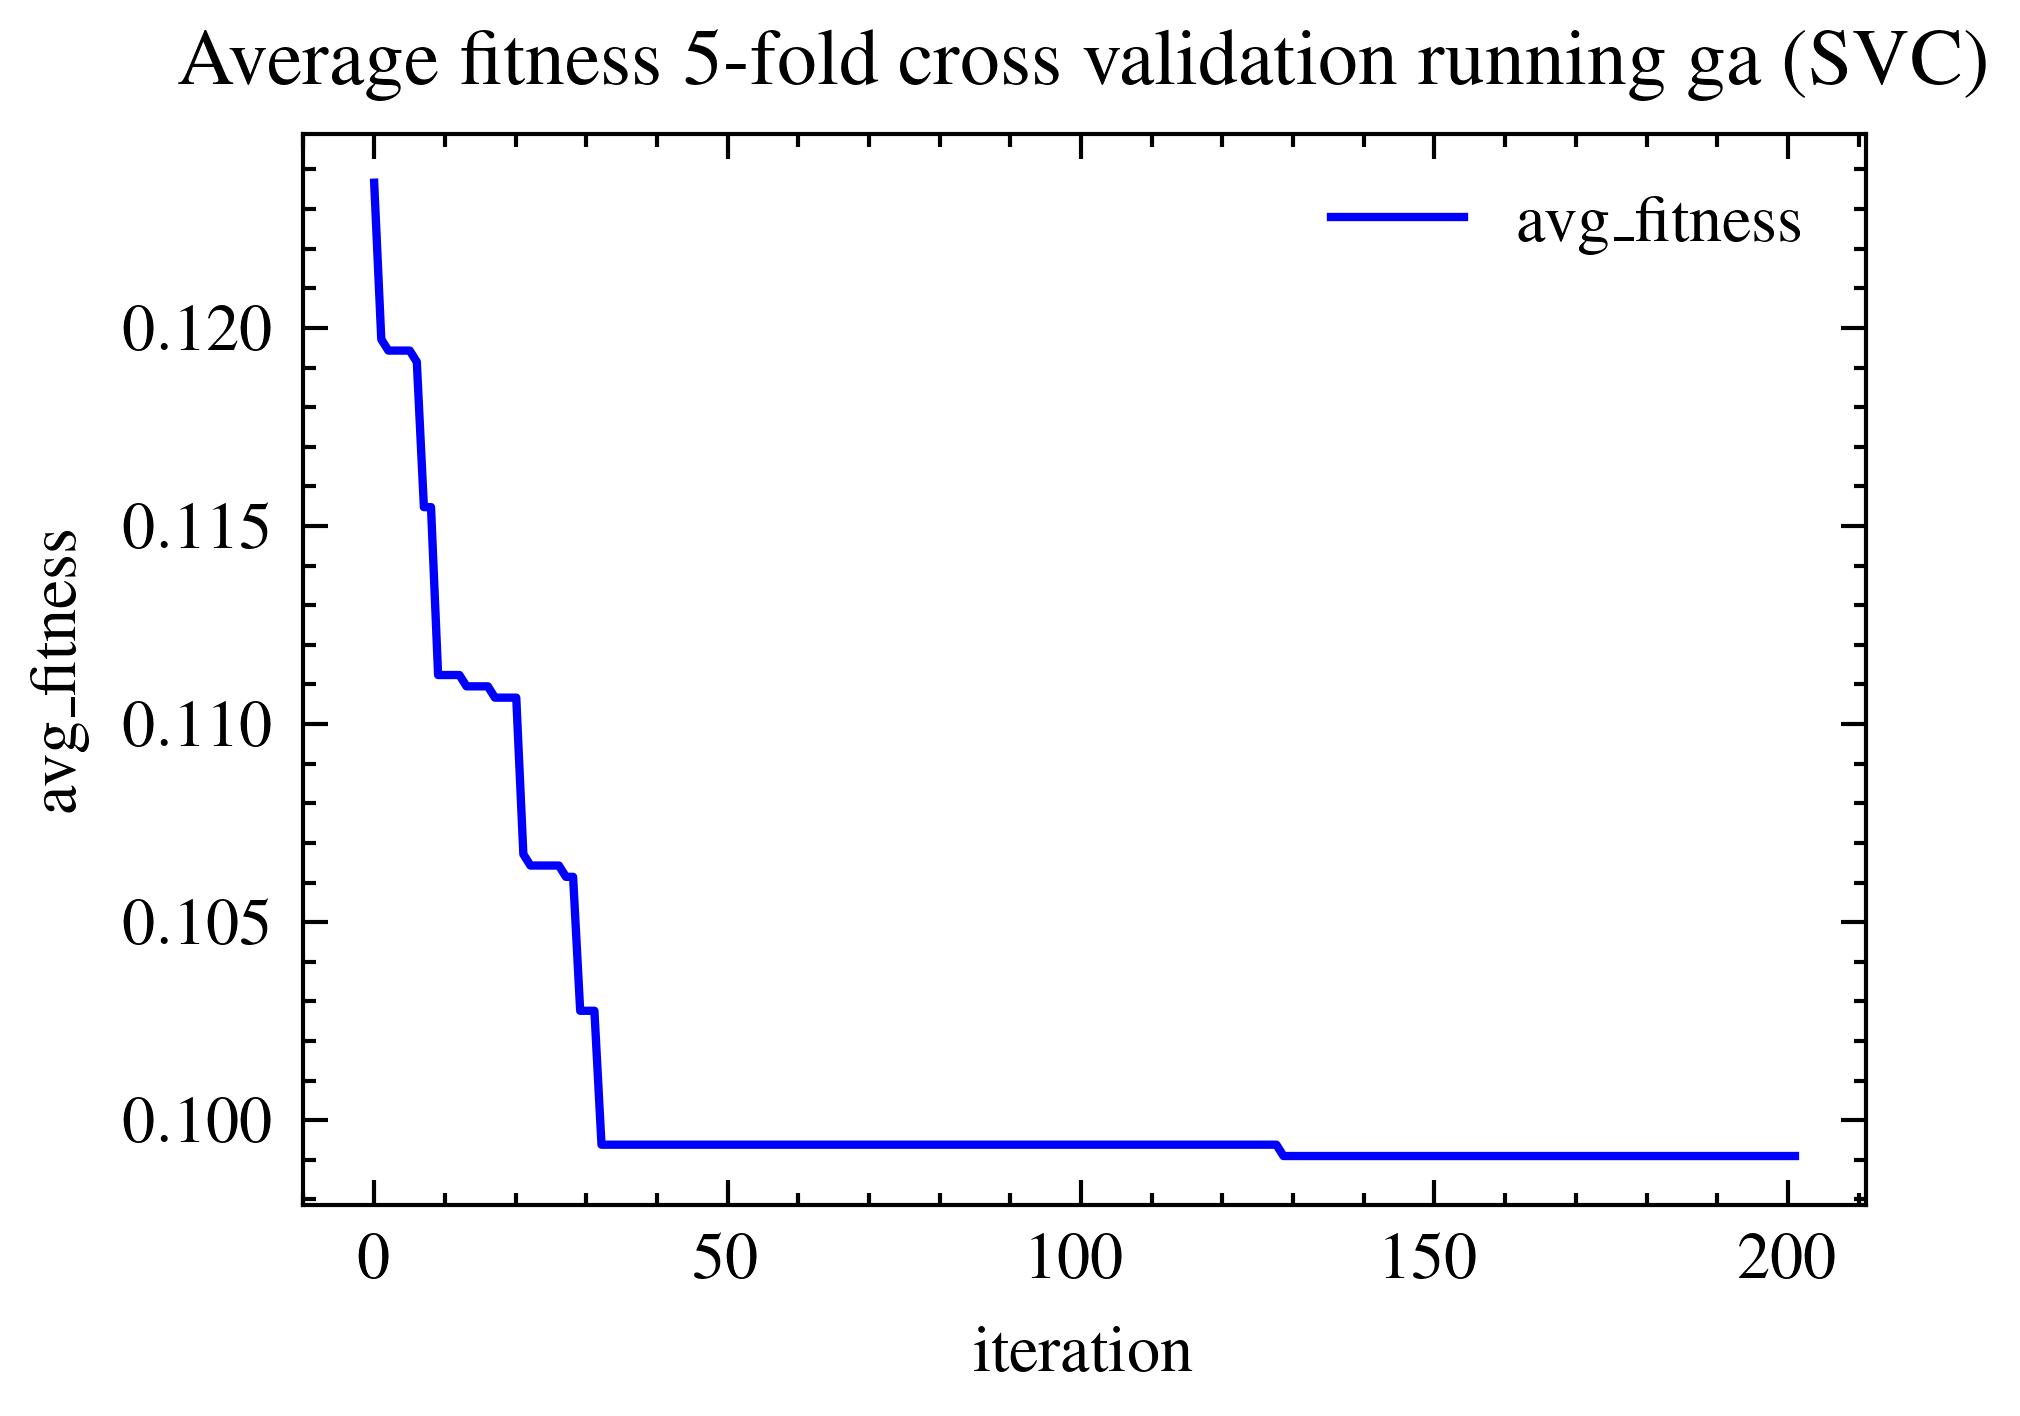 Average fitness 5-fold cross validation running ga (SVC)
avg_fitness
0.120
0.115
0.110
0.105
0.100
avg_fitness
0 50 100 150 200
iteration